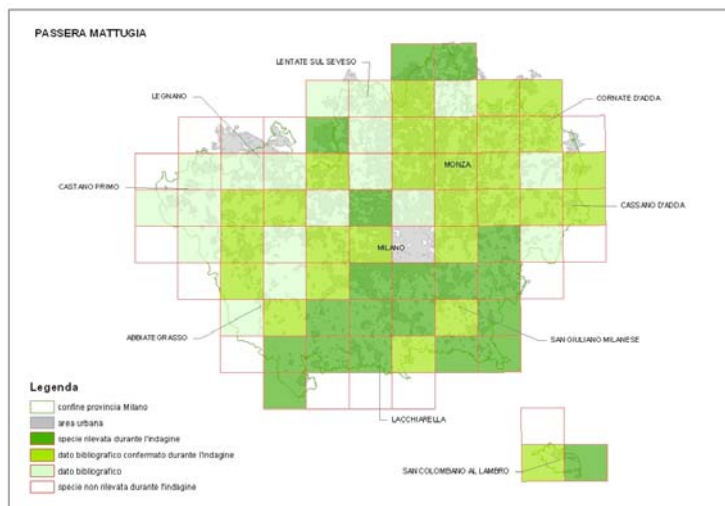 PASSERA MATTUGIA
LENTATE SUL SEVESO
LEGNANO
CORNATE D'ADDA
MONZA
CASTANO PRIMO
CASSANO D'ADDA
MILANO
ABBIATEGRASSO
SAN GIULIANO MILANESE
LACCHIARELLA
SAN COLOMBANO AL LAMBRO
Legenda
confine provincia Milano
area urbana
specie rilevata durante l'indagine
dato bibliografico confermato durante l'indagine
dato bibliografico
specie non rilevata durante l'indagine